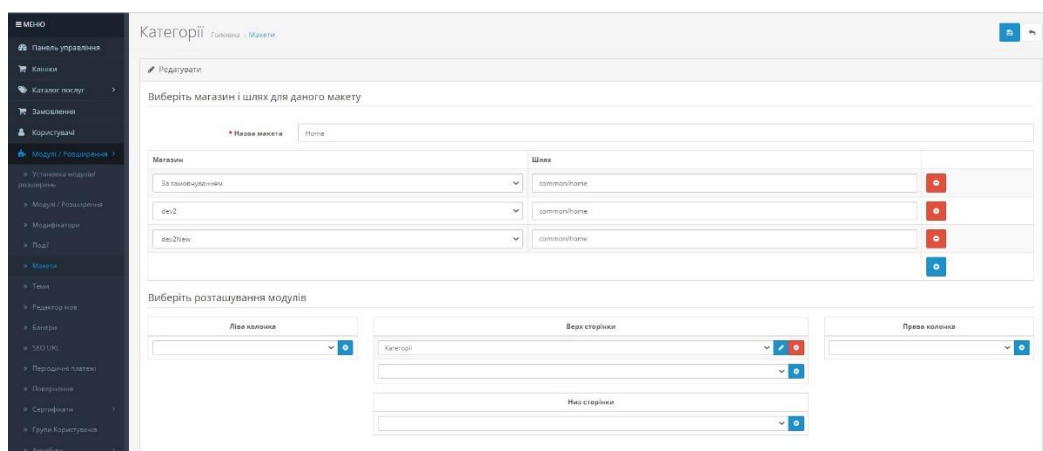 МЕНЮ
Панель управління
Клініки
Каталог послуг
Замовлення
Користувачі
Модулі / Розширення
Установка модулів/
розширень
Модулі / Розширення
Модифікатори
Події
Макети
Теми
Редактор мов
Банери
SEO URL
Періодичні платежі
Повернення
Сертифікати
Групи Користувачів
Категорії Головна Макети
Редагувати
Виберіть магазин і шлях для даного макету
* Назва макета Home
Магазин Шлях
За замовчуванням common/home
dev2 common/home
dev2New common/home
Виберіть розташування модулів
Ліва колонка Верх сторінки Права колонка
Категорії
Низ сторінки